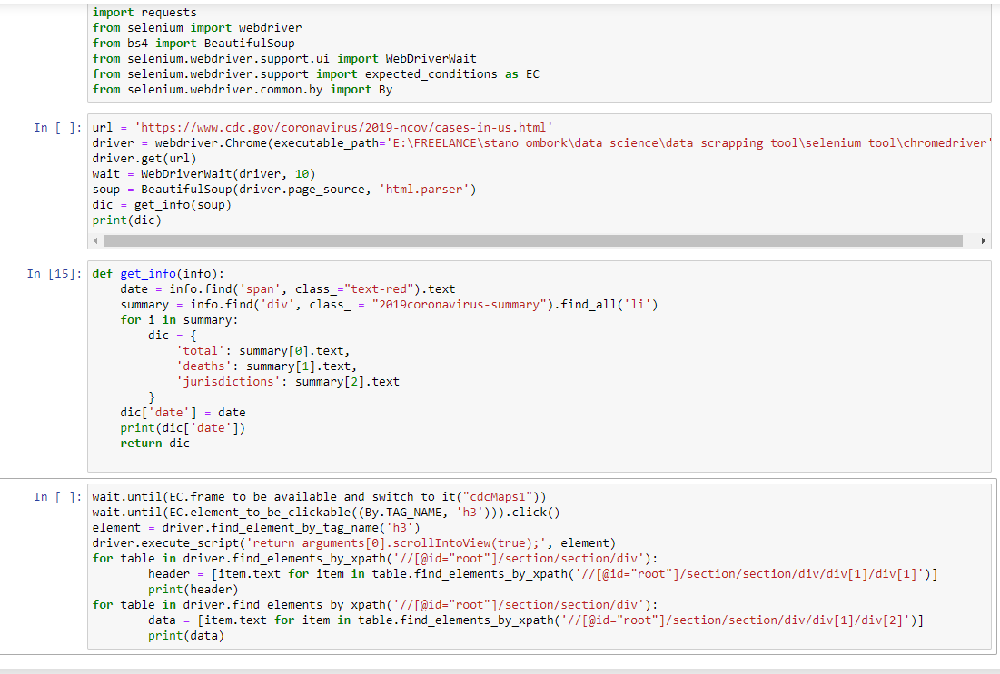 import requests
from selenium import webdriver
from bs4 import BeautifulSoup
from selenium.webdriver.support.ui import WebDriverWait
from selenium.webdriver.support import expected_conditions as EC
from selenium.webdriver.common.by import By
In [ ]: url = 'https://www.cdc.gov/coronavirus/2019-ncov/cases-in-us.html'
driver = webdriver.Chrome(executable_path='E:\FREELANCE\stano ombork\data science\data scrapping tool\selenium tool\chromedriver'
driver.get(url)
wait = WebDriverWait(driver, 10)
soup = BeautifulSoup(driver.page_source, 'html.parser')
dic = get_info(soup)
print(dic)
In [15]: def get_info(info):
    date = info.find('span', class_="text-red").text
    summary = info.find('div', class_ = "2019coronavirus-summary").find_all('li')
    for i in summary:
        dic = {
            'total': summary[0].text,
            'deaths': summary[1].text,
            'jurisdictions': summary[2].text
        }
    dic['date'] = date
    print(dic['date'])
    return dic
In [ ]: wait.until(EC.frame_to_be_available_and_switch_to_it("cdcMaps1"))
wait.until(EC.element_to_be_clickable((By.TAG_NAME, 'h3'))).click()
element = driver.find_element_by_tag_name('h3')
driver.execute_script('return arguments[0].scrollIntoView(true);', element)
for table in driver.find_elements_by_xpath('//[@id="root"]/section/section/div'):
        header = [item.text for item in table.find_elements_by_xpath('//[@id="root"]/section/section/div/div[1]/div[1]')]
        print(header)
for table in driver.find_elements_by_xpath('//[@id="root"]/section/section/div'):
        data = [item.text for item in table.find_elements_by_xpath('//[@id="root"]/section/section/div/div[1]/div[2]')]
        print(data)